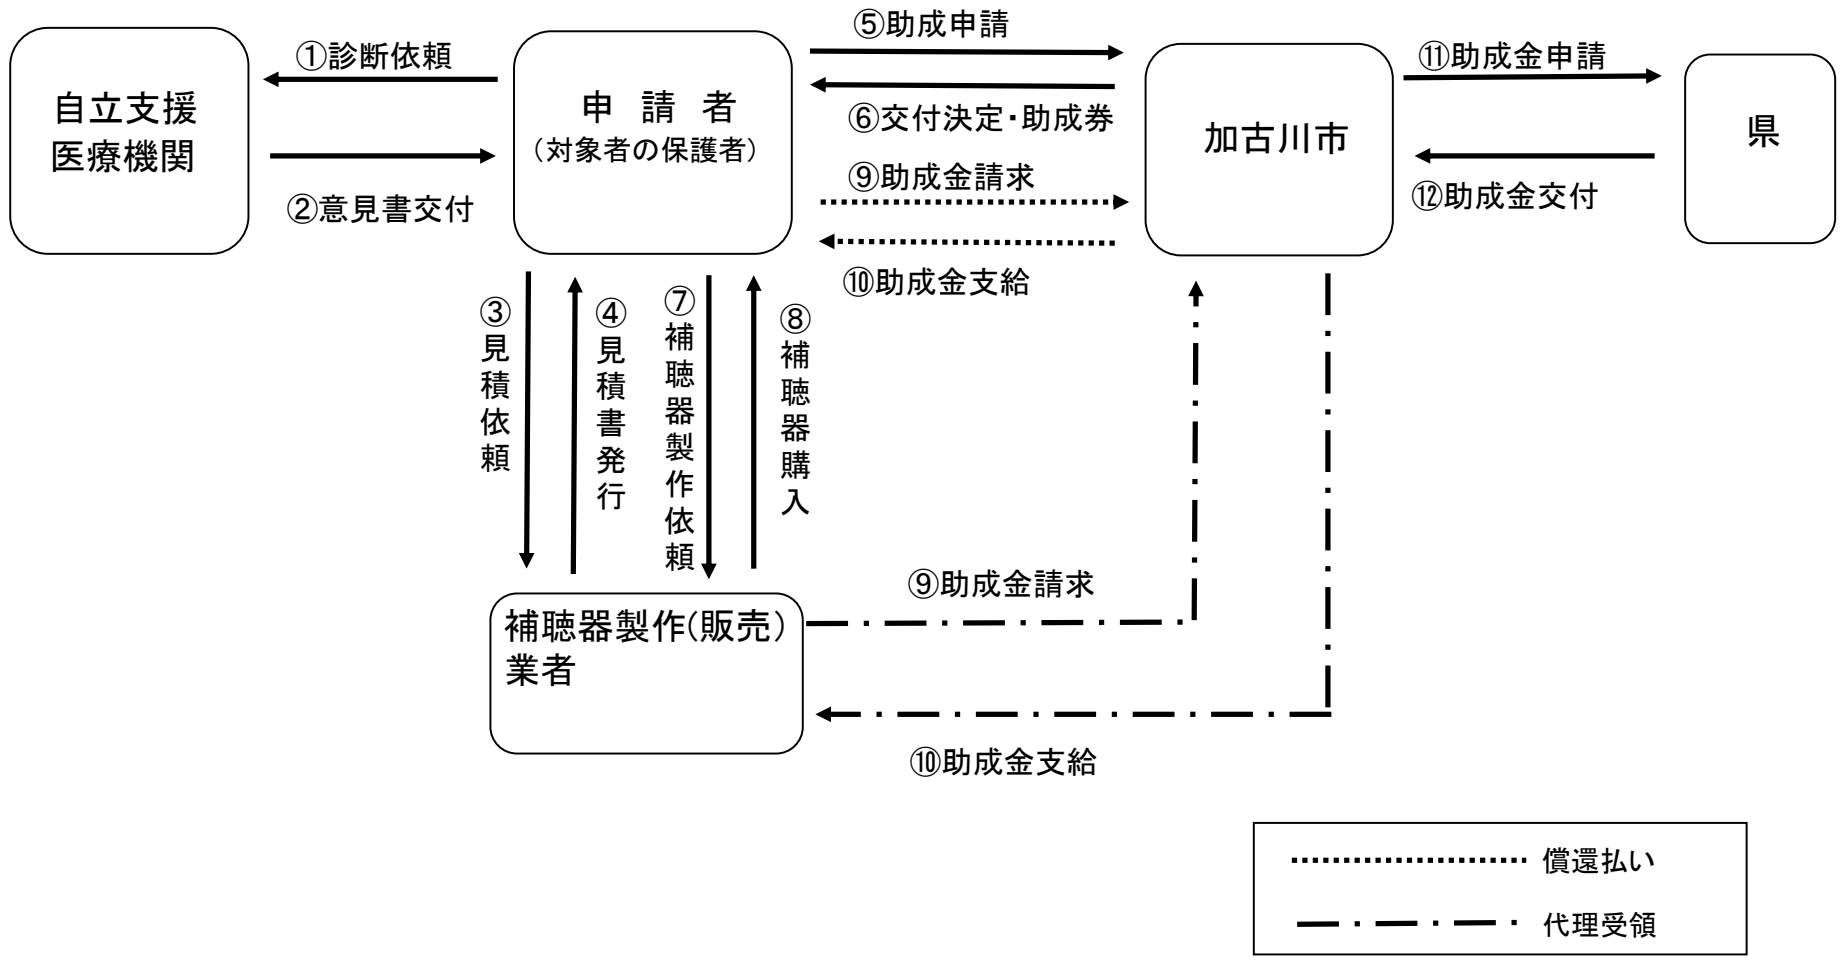 自立支援
医療機関
①診断依頼
②意見書交付
申 請 者
(対象者の保護者)
⑤助成申請
⑥交付決定・助成券
⑨助成金請求
⑩助成金支給
加古川市
⑪助成金申請
⑫助成金交付
県
③見積依頼
④見積書発行
⑦補聴器製作依頼
⑧補聴器購入
補聴器製作(販売)
業者
⑨助成金請求
⑩助成金支給
償還払い
代理受領